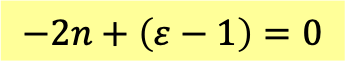 −2n + (ε − 1) = 0